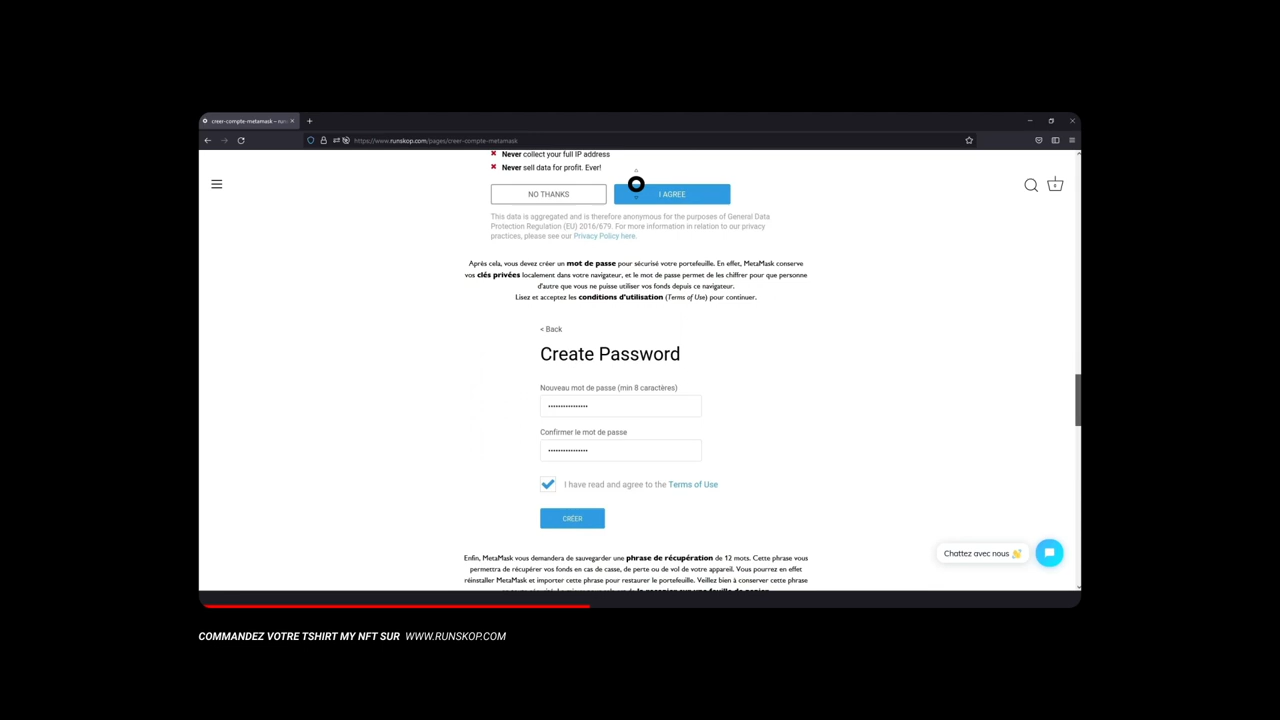 creer-compte-metamask – run
https://www.runskop.com/pages/creer-compte-metamask
Never collect your full IP address
Never sell data for profit. Ever!
0
NO THANKS
I AGREE
This data is aggregated and is therefore anonymous for the purposes of General Data
Protection Regulation (EU) 2016/679. For more information in relation to our privacy
practices, please see our Privacy Policy here.
Après cela, vous devez créer un mot de passe pour sécurisé votre portefeuille. En effet, MetaMask conserve
vos clés privées localement dans votre navigateur, et le mot de passe permet de les chiffrer pour que personne
d'autre que vous ne puisse utiliser vos fonds depuis ce navigateur.
Lisez et acceptez les conditions d'utilisation (Terms of Use) pour continuer.
< Back
Create Password
Nouveau mot de passe (min 8 caractères)
Confirmer le mot de passe
I have read and agree to the Terms of Use
CRÉER
Chattez avec nous 👋
Enfin, MetaMask vous demandera de sauvegarder une phrase de récupération de 12 mots. Cette phrase vous
permettra de récupérer vos fonds en cas de casse, de perte ou de vol de votre appareil. Vous pourrez en effet
réinstaller MetaMask et importer cette phrase pour restaurer le portefeuille. Veillez bien à conserver cette phrase
COMMANDEZ VOTRE TSHIRT MY NFT SUR WWW.RUNSKOP.COM